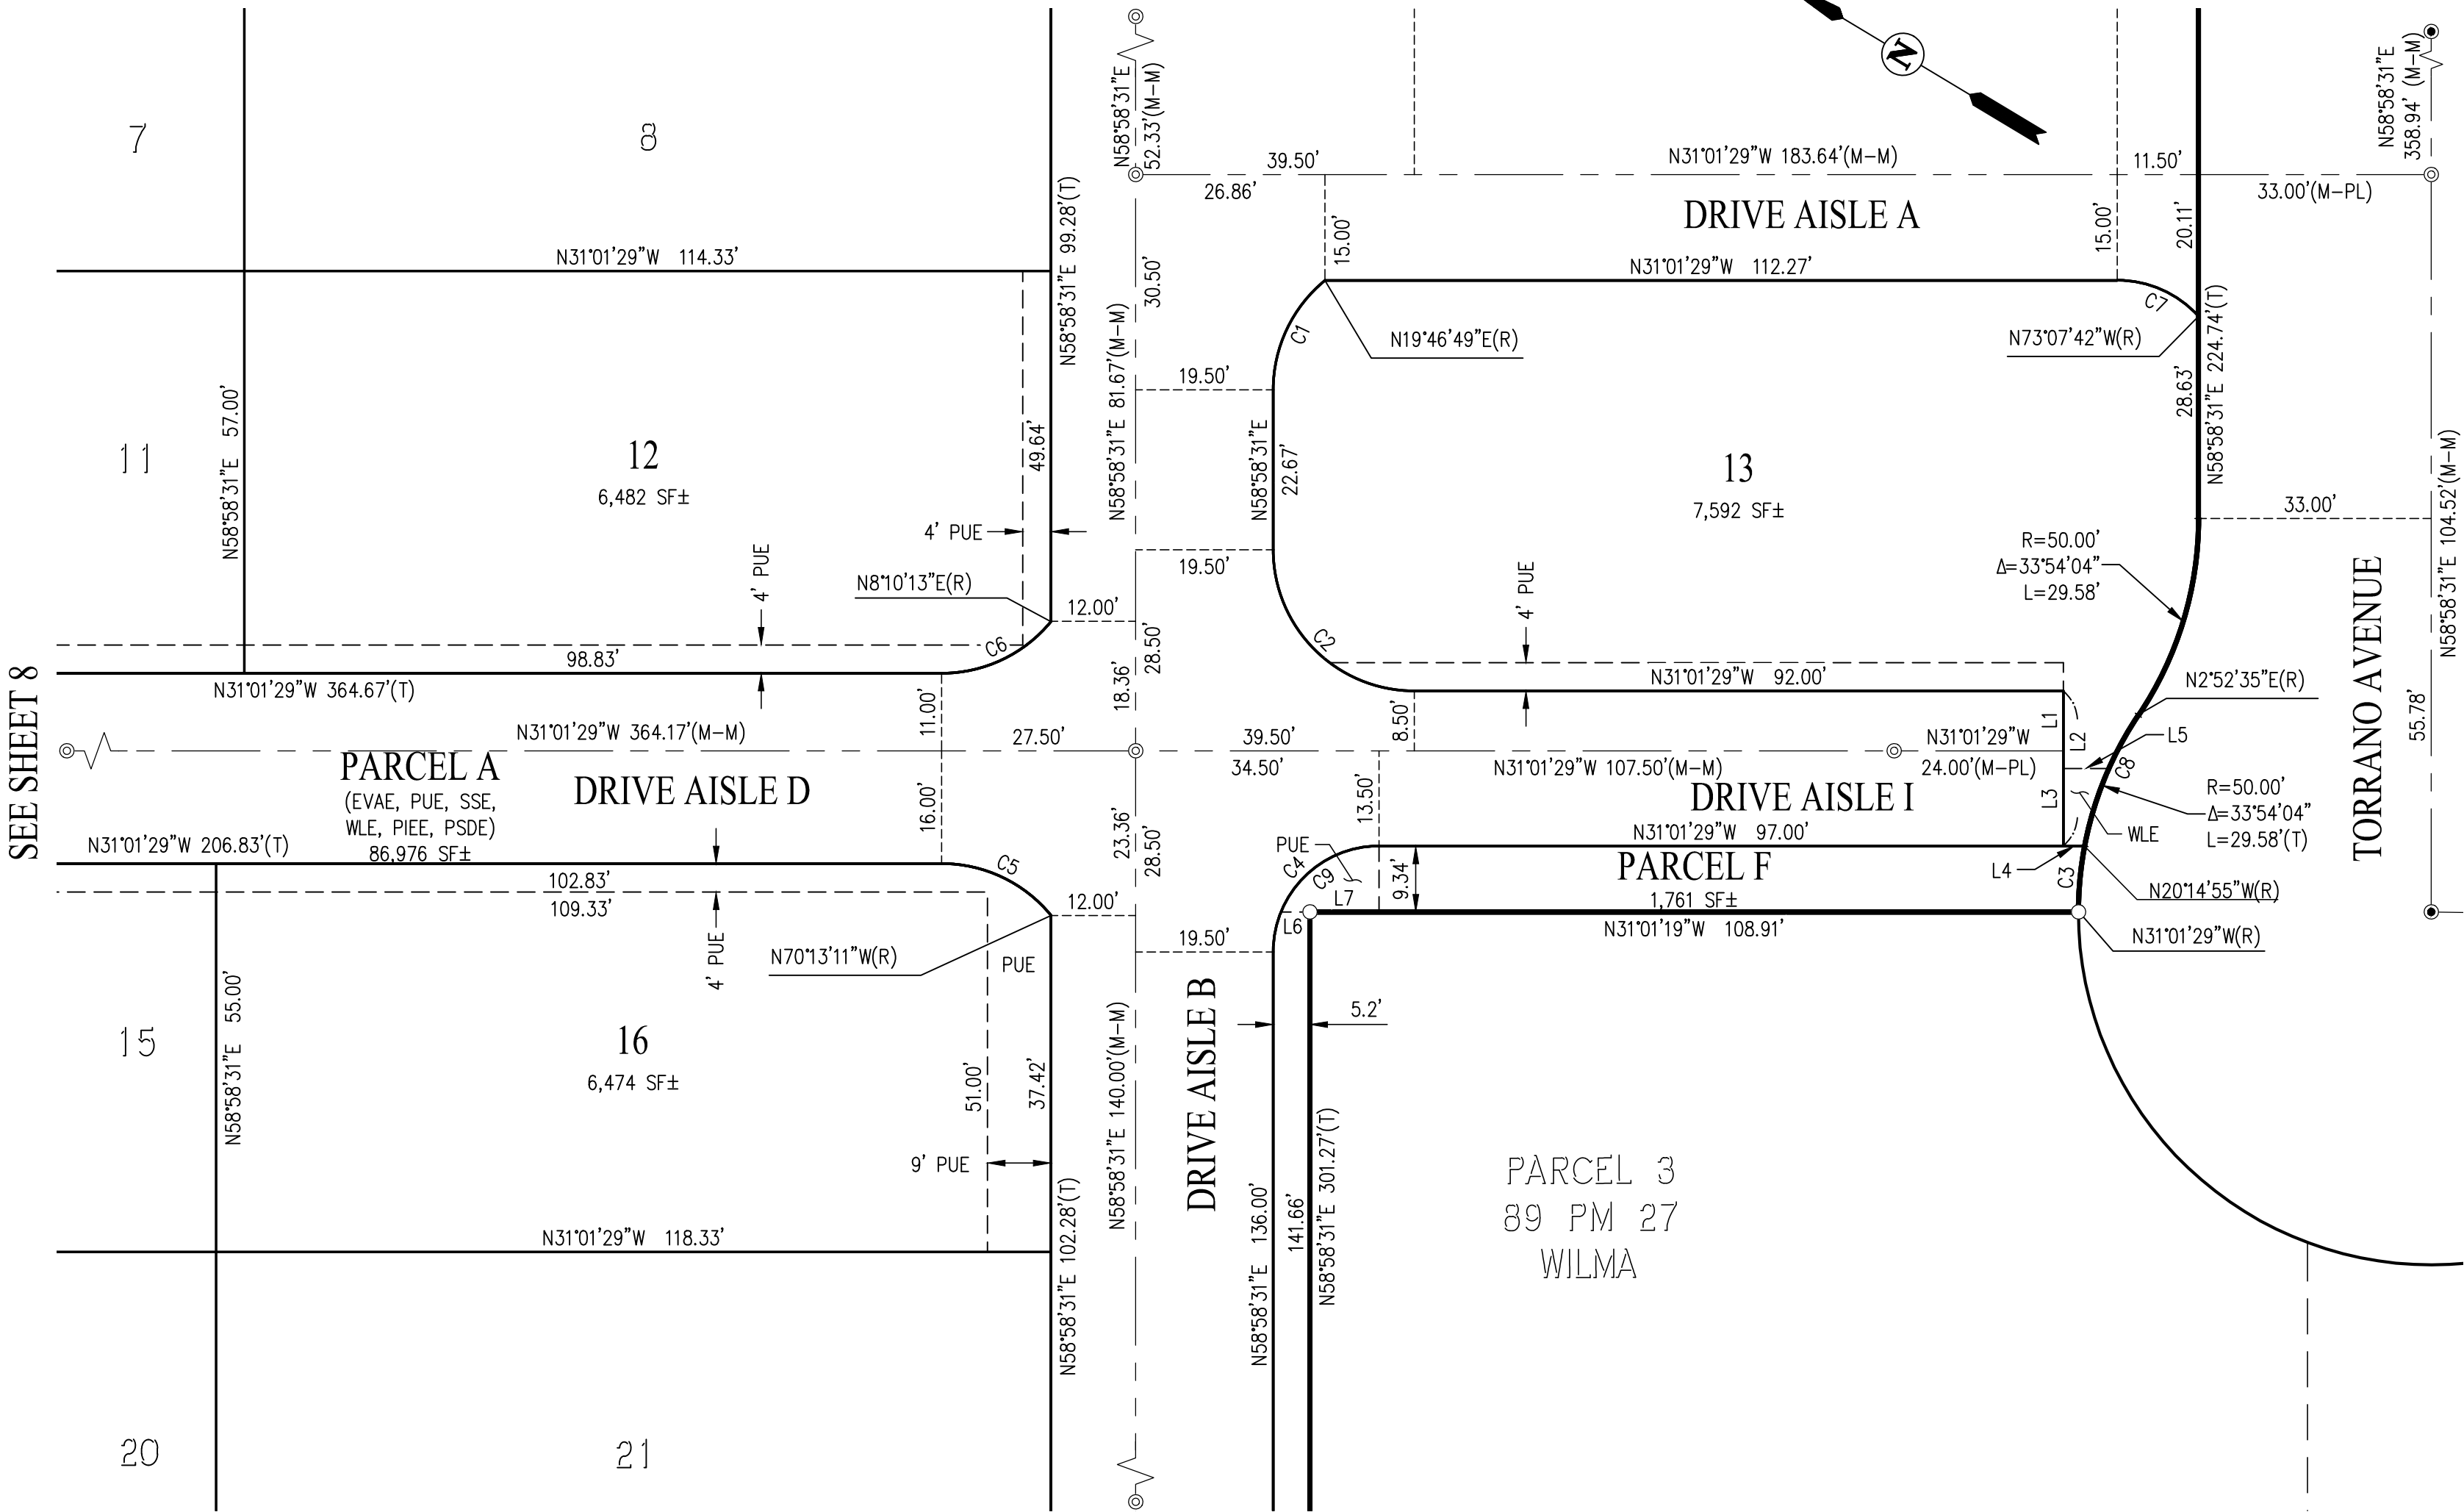 SEE SHEET 8
7
8
N
N58°58'31"E
52.33'(M-M)
N58°58'31"E
358.94' (M-M)
39.50'
26.86'
N31°01'29"W 183.64'(M-M)
11.50'
33.00'(M-PL)
DRIVE AISLE A
15.00'
15.00'
20.11'
N31°01'29"W 114.33'
N58°58'31"E 99.28'(T)
30.50'
N31°01'29"W 112.27'
C1
C7
N19°46'49"E(R)
N73°07'42"W(R)
N58°58'31"E 224.74'(T)
28.63'
N58°58'31"E 81.67'(M-M)
19.50'
N58°58'31"E 57.00'
11
12
6,482 SF±
49.64'
N58°58'31"E
22.67'
13
7,592 SF±
33.00'
N58°58'31"E 104.52'(M-M)
4' PUE
4' PUE
19.50'
R=50.00'
Δ=33°54'04"
L=29.58'
N8°10'13"E(R)
12.00'
4' PUE
TORRANO AVENUE
C6
C2
28.50'
98.83'
18.36'
N31°01'29"W 92.00'
N2°52'35"E(R)
N31°01'29"W 364.67'(T)
11.00'
8.50'
L1
L2
L5
55.78'
N31°01'29"W 364.17'(M-M)
27.50'
39.50'
34.50'
N31°01'29"W
24.00'(M-PL)
N31°01'29"W 107.50'(M-M)
PARCEL A
(EVAE, PUE, SSE,
WLE, PIEE, PSDE)
86,976 SF±
DRIVE AISLE D
16.00'
13.50'
DRIVE AISLE I
L3
C8
R=50.00'
Δ=33°54'04"
L=29.58'(T)
WLE
N31°01'29"W 206.83'(T)
23.36'
28.50'
N31°01'29"W 97.00'
PUE
C5
C4
C9
L7
9.34'
PARCEL F
1,761 SF±
L4
C3
N20°14'55"W(R)
102.83'
109.33'
12.00'
L6
N31°01'19"W 108.91'
N31°01'29"W(R)
4' PUE
N70°13'11"W(R)
PUE
19.50'
N58°58'31"E 55.00'
15
16
6,474 SF±
51.00'
37.42'
9' PUE
N58°58'31"E 140.00'(M-M)
DRIVE AISLE B
5.2'
N58°58'31"E 301.27'(T)
141.66'
N58°58'31"E 136.00'
N31°01'29"W 118.33'
N58°58'31"E 102.28'(T)
PARCEL 3
89 PM 27
WILMA
20
21